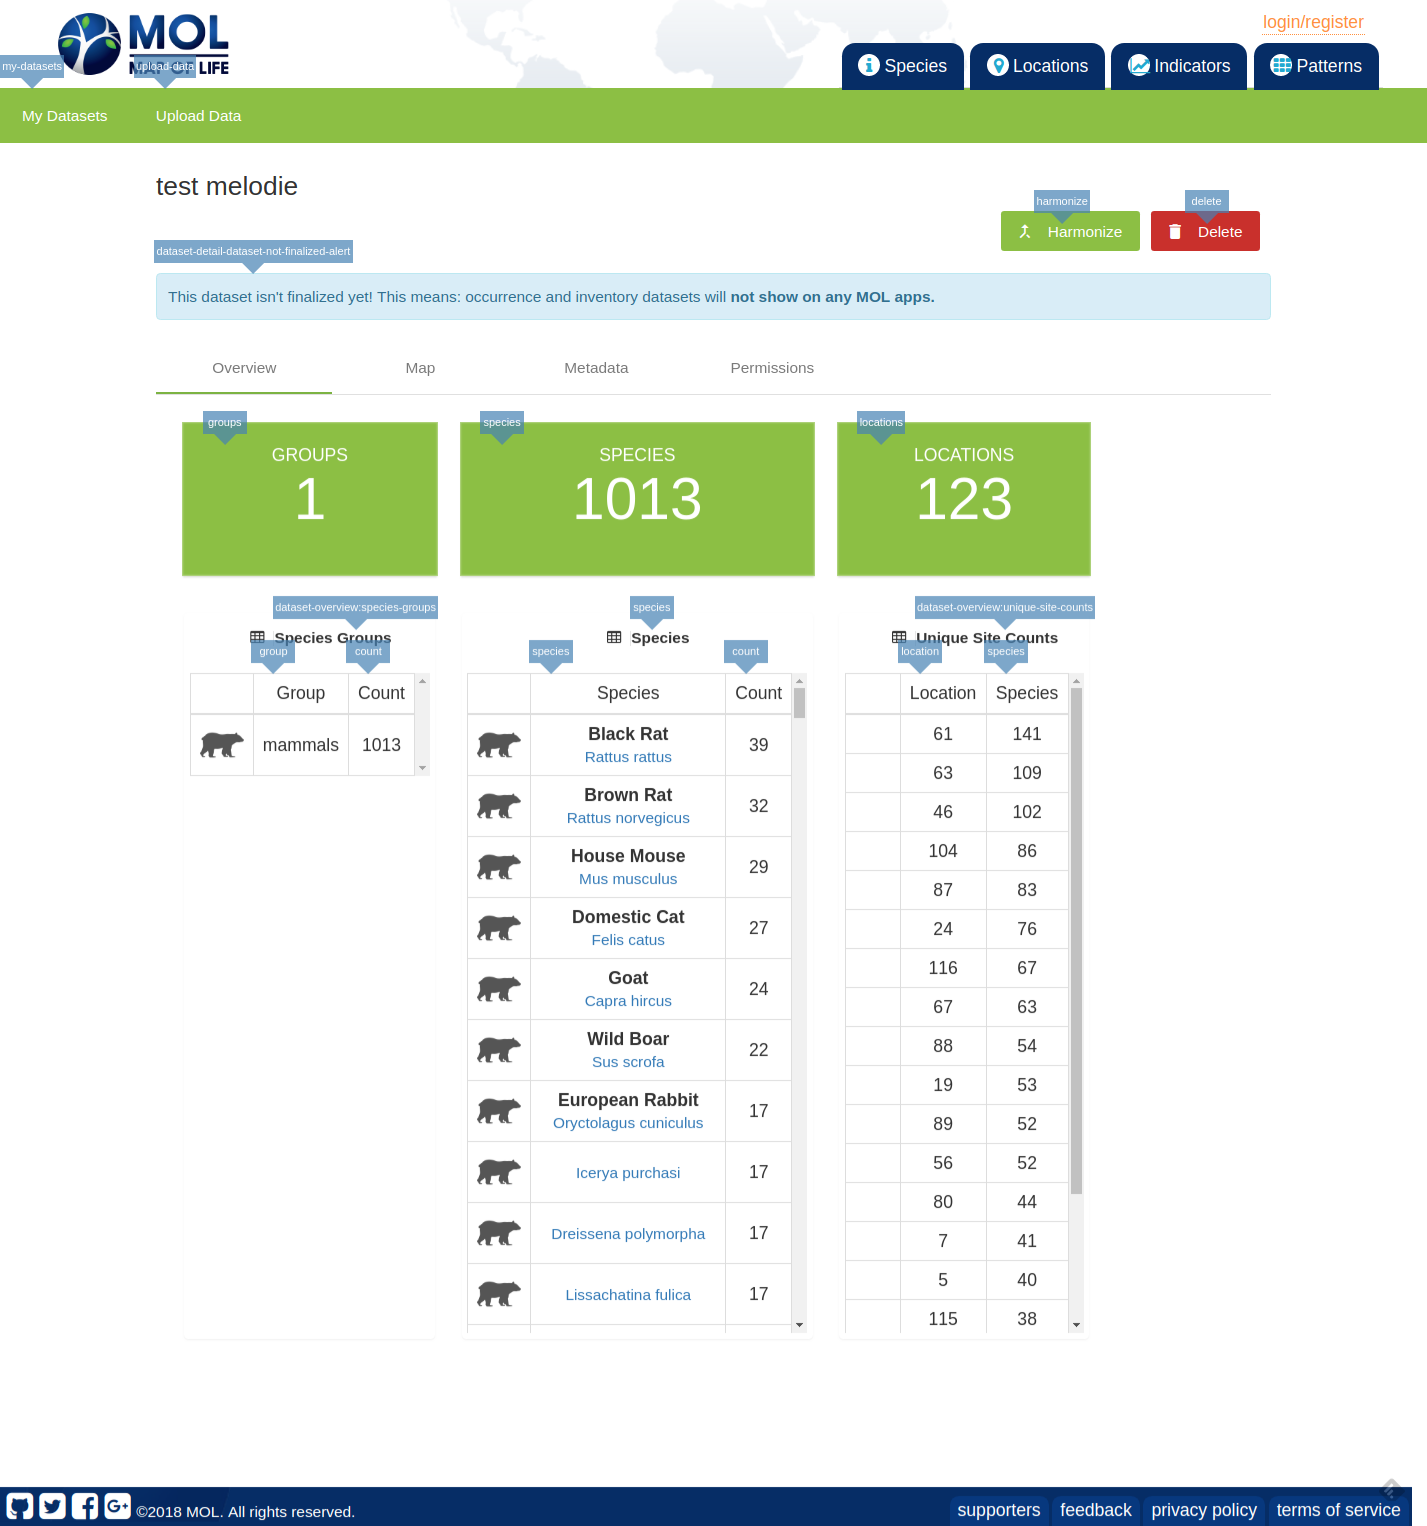 MOL
MAP OF LIFE
login/register
Species
Locations
Indicators
Patterns
my-datasets
upload-data
My Datasets
Upload Data
test melodie
harmonize
delete
Harmonize
Delete
dataset-detail-dataset-not-finalized-alert
This dataset isn't finalized yet! This means: occurrence and inventory datasets will not show on any MOL apps.
Overview
Map
Metadata
Permissions
groups
GROUPS
1
species
SPECIES
1013
locations
LOCATIONS
123
dataset-overview:species-groups
Species Groups
group
count
Group Count
mammals 1013
species
Species
species
count
Species Count
Black Rat
Rattus rattus
39
Brown Rat
Rattus norvegicus
32
House Mouse
Mus musculus
29
Domestic Cat
Felis catus
27
Goat
Capra hircus
24
Wild Boar
Sus scrofa
22
European Rabbit
Oryctolagus cuniculus
17
Icerya purchasi 17
Dreissena polymorpha 17
Lissachatina fulica 17
dataset-overview:unique-site-counts
Unique Site Counts
location
species
Location Species
61 141
63 109
46 102
104 86
87 83
24 76
116 67
67 63
88 54
19 53
89 52
56 52
80 44
7 41
5 40
115 38
©2018 MOL. All rights reserved.
supporters
feedback
privacy policy
terms of service